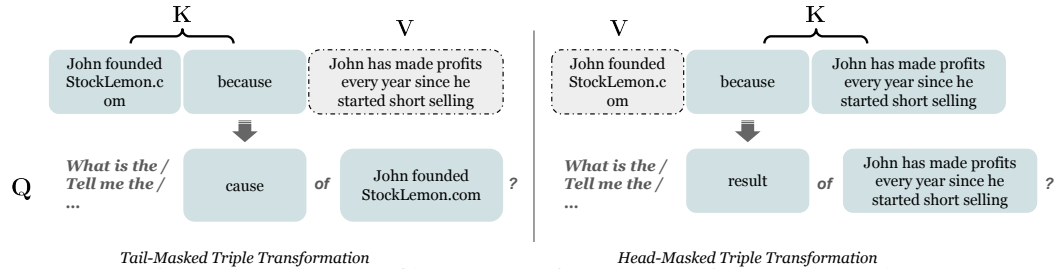 K
V
John founded
StockLemon.c
om
because
John has made profits
every year since he
started short selling
V
K
John founded
StockLemon.c
om
because
John has made profits
every year since he
started short selling
Q
What is the /
Tell me the /
...
cause
of
John founded
StockLemon.com
?
What is the /
Tell me the /
...
result
of
John has made profits
every year since he
started short selling
?
Tail-Masked Triple Transformation
Head-Masked Triple Transformation